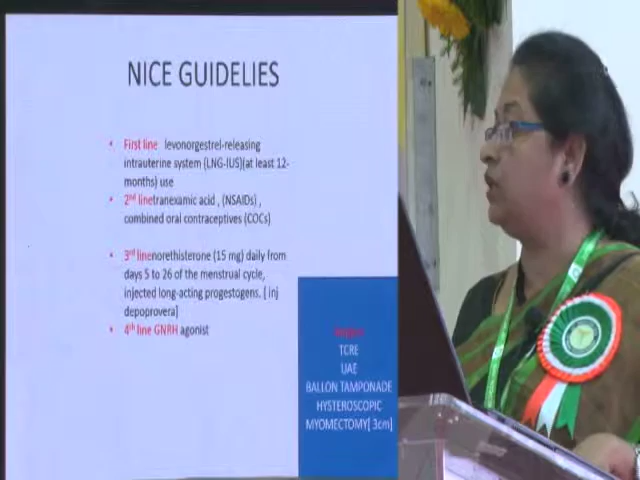 NICE GUIDELIES
• First line levonorgestrel-releasing
intrauterine system (LNG-IUS)(at least 12-
months) use
• 2nd linetranexamic acid , (NSAIDs) ,
combined oral contraceptives (COCs)
• 3rd linenorethisterone (15 mg) daily from
days 5 to 26 of the menstrual cycle,
injected long-acting progestogens. [ inj
depoprovera]
• 4th line GNRH agonist
TCRE
UAE
BALLON TAMPONADE
HYSTEROSCOPIC
MYOMECTOMY[ 3cm]